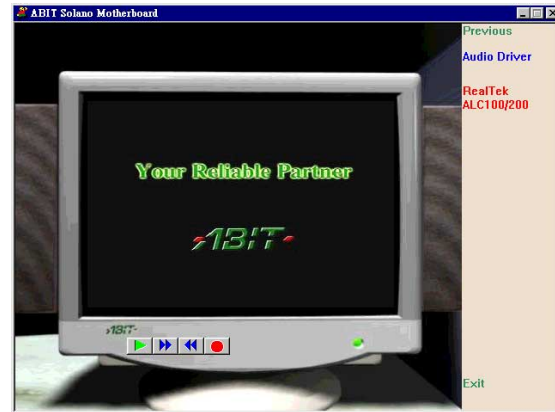 ABIT Solano Motherboard
Previous
Audio Driver
RealTek
ALC100/200
Your Reliable Partner
ABIT
ABIT
Exit